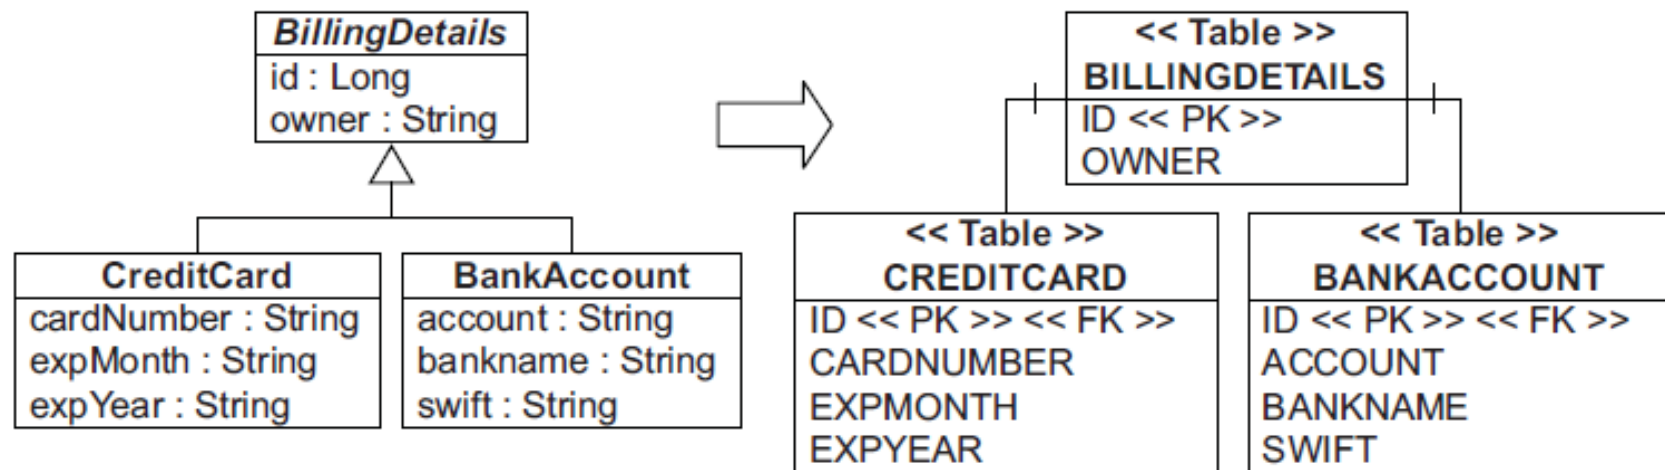 BillingDetails
id : Long
owner : String
CreditCard
cardNumber : String
expMonth : String
expYear : String
BankAccount
account : String
bankname : String
swift : String
<< Table >>
BILLINGDETAILS
ID << PK >>
OWNER
<< Table >>
CREDITCARD
ID << PK >> << FK >>
CARDNUMBER
EXPMONTH
EXPYEAR
<< Table >>
BANKACCOUNT
ID << PK >> << FK >>
ACCOUNT
BANKNAME
SWIFT